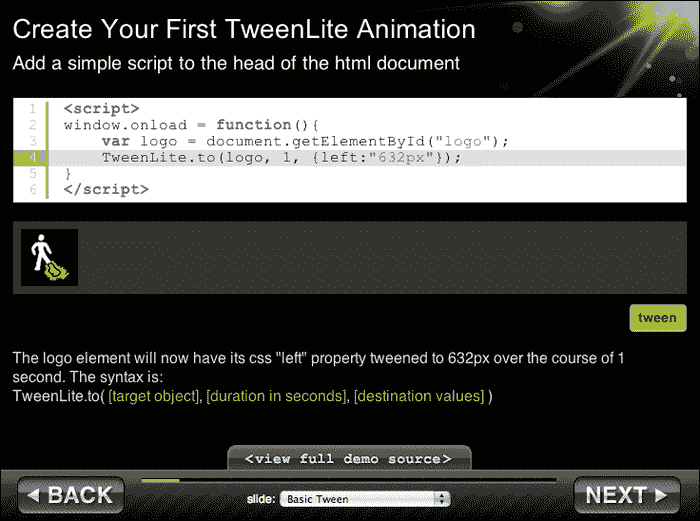 Create Your First TweenLite Animation
Add a simple script to the head of the html document
1 <script>
2 window.onload = function(){
3 var logo = document.getElementById("logo");
4 TweenLite.to(logo, 1, {left:"632px"});
5 }
6 </script>
tween
The logo element will now have its css "left" property tweened to 632px over the course of 1
second. The syntax is:
TweenLite.to( [target object], [duration in seconds], [destination values] )
<view full demo source>
BACK
slide: Basic Tween
NEXT